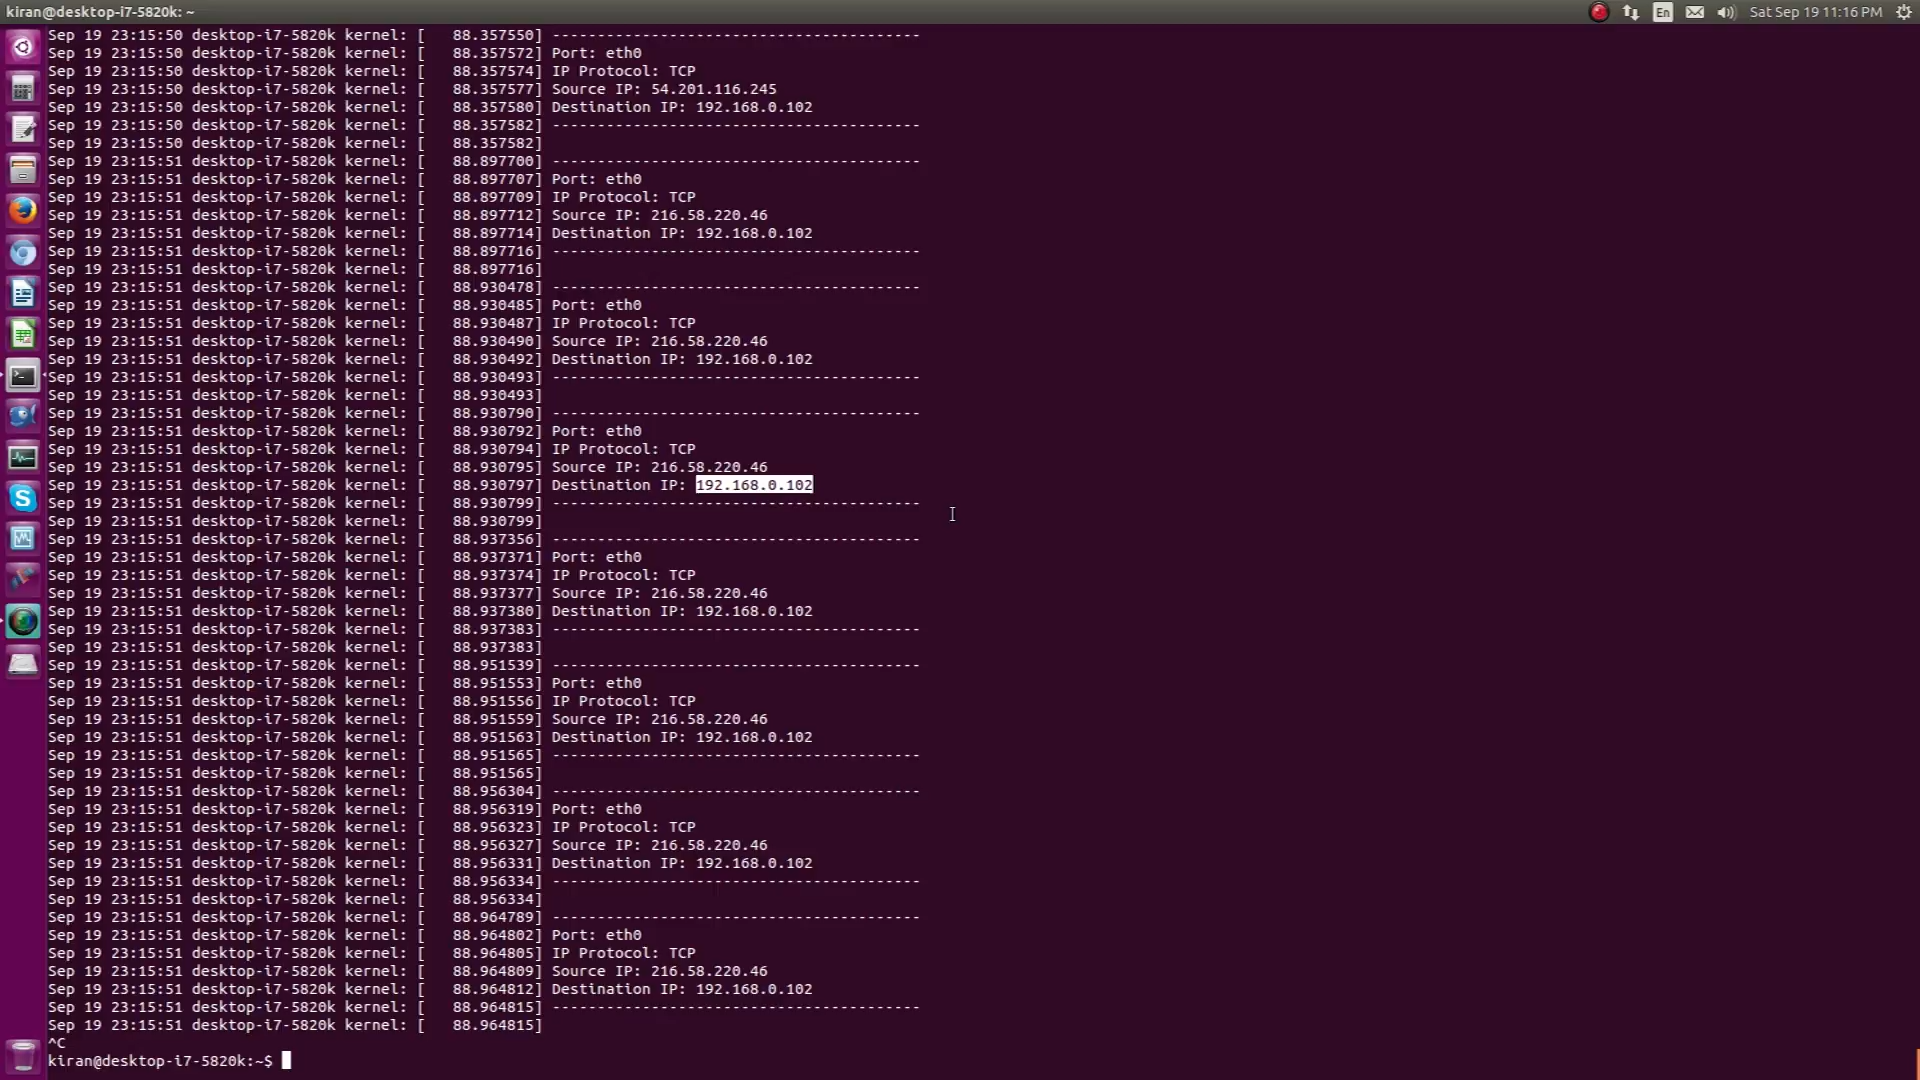 kiran@desktop-i7-5820k: ~
En
Sat Sep 19 11:16 PM
Sep 19 23:15:50 desktop-i7-5820k kernel: [   88.357550] -----------------------------------------
Sep 19 23:15:50 desktop-i7-5820k kernel: [   88.357572] Port: eth0
Sep 19 23:15:50 desktop-i7-5820k kernel: [   88.357574] IP Protocol: TCP
Sep 19 23:15:50 desktop-i7-5820k kernel: [   88.357577] Source IP: 54.201.116.245
Sep 19 23:15:50 desktop-i7-5820k kernel: [   88.357580] Destination IP: 192.168.0.102
Sep 19 23:15:50 desktop-i7-5820k kernel: [   88.357582] -----------------------------------------
Sep 19 23:15:50 desktop-i7-5820k kernel: [   88.357582]
Sep 19 23:15:51 desktop-i7-5820k kernel: [   88.897700] -----------------------------------------
Sep 19 23:15:51 desktop-i7-5820k kernel: [   88.897707] Port: eth0
Sep 19 23:15:51 desktop-i7-5820k kernel: [   88.897709] IP Protocol: TCP
Sep 19 23:15:51 desktop-i7-5820k kernel: [   88.897712] Source IP: 216.58.220.46
Sep 19 23:15:51 desktop-i7-5820k kernel: [   88.897714] Destination IP: 192.168.0.102
Sep 19 23:15:51 desktop-i7-5820k kernel: [   88.897716] -----------------------------------------
Sep 19 23:15:51 desktop-i7-5820k kernel: [   88.897716]
Sep 19 23:15:51 desktop-i7-5820k kernel: [   88.930478] -----------------------------------------
Sep 19 23:15:51 desktop-i7-5820k kernel: [   88.930485] Port: eth0
Sep 19 23:15:51 desktop-i7-5820k kernel: [   88.930487] IP Protocol: TCP
Sep 19 23:15:51 desktop-i7-5820k kernel: [   88.930490] Source IP: 216.58.220.46
Sep 19 23:15:51 desktop-i7-5820k kernel: [   88.930492] Destination IP: 192.168.0.102
Sep 19 23:15:51 desktop-i7-5820k kernel: [   88.930493] -----------------------------------------
Sep 19 23:15:51 desktop-i7-5820k kernel: [   88.930493]
Sep 19 23:15:51 desktop-i7-5820k kernel: [   88.930790] -----------------------------------------
Sep 19 23:15:51 desktop-i7-5820k kernel: [   88.930792] Port: eth0
Sep 19 23:15:51 desktop-i7-5820k kernel: [   88.930794] IP Protocol: TCP
Sep 19 23:15:51 desktop-i7-5820k kernel: [   88.930795] Source IP: 216.58.220.46
Sep 19 23:15:51 desktop-i7-5820k kernel: [   88.930797] Destination IP: 192.168.0.102
Sep 19 23:15:51 desktop-i7-5820k kernel: [   88.930799] -----------------------------------------
Sep 19 23:15:51 desktop-i7-5820k kernel: [   88.930799]
Sep 19 23:15:51 desktop-i7-5820k kernel: [   88.937356] -----------------------------------------
Sep 19 23:15:51 desktop-i7-5820k kernel: [   88.937371] Port: eth0
Sep 19 23:15:51 desktop-i7-5820k kernel: [   88.937374] IP Protocol: TCP
Sep 19 23:15:51 desktop-i7-5820k kernel: [   88.937377] Source IP: 216.58.220.46
Sep 19 23:15:51 desktop-i7-5820k kernel: [   88.937380] Destination IP: 192.168.0.102
Sep 19 23:15:51 desktop-i7-5820k kernel: [   88.937383] -----------------------------------------
Sep 19 23:15:51 desktop-i7-5820k kernel: [   88.937383]
Sep 19 23:15:51 desktop-i7-5820k kernel: [   88.951539] -----------------------------------------
Sep 19 23:15:51 desktop-i7-5820k kernel: [   88.951553] Port: eth0
Sep 19 23:15:51 desktop-i7-5820k kernel: [   88.951556] IP Protocol: TCP
Sep 19 23:15:51 desktop-i7-5820k kernel: [   88.951559] Source IP: 216.58.220.46
Sep 19 23:15:51 desktop-i7-5820k kernel: [   88.951563] Destination IP: 192.168.0.102
Sep 19 23:15:51 desktop-i7-5820k kernel: [   88.951565] -----------------------------------------
Sep 19 23:15:51 desktop-i7-5820k kernel: [   88.951565]
Sep 19 23:15:51 desktop-i7-5820k kernel: [   88.956304] -----------------------------------------
Sep 19 23:15:51 desktop-i7-5820k kernel: [   88.956319] Port: eth0
Sep 19 23:15:51 desktop-i7-5820k kernel: [   88.956323] IP Protocol: TCP
Sep 19 23:15:51 desktop-i7-5820k kernel: [   88.956327] Source IP: 216.58.220.46
Sep 19 23:15:51 desktop-i7-5820k kernel: [   88.956331] Destination IP: 192.168.0.102
Sep 19 23:15:51 desktop-i7-5820k kernel: [   88.956334] -----------------------------------------
Sep 19 23:15:51 desktop-i7-5820k kernel: [   88.956334]
Sep 19 23:15:51 desktop-i7-5820k kernel: [   88.964789] -----------------------------------------
Sep 19 23:15:51 desktop-i7-5820k kernel: [   88.964802] Port: eth0
Sep 19 23:15:51 desktop-i7-5820k kernel: [   88.964805] IP Protocol: TCP
Sep 19 23:15:51 desktop-i7-5820k kernel: [   88.964809] Source IP: 216.58.220.46
Sep 19 23:15:51 desktop-i7-5820k kernel: [   88.964812] Destination IP: 192.168.0.102
Sep 19 23:15:51 desktop-i7-5820k kernel: [   88.964815] -----------------------------------------
Sep 19 23:15:51 desktop-i7-5820k kernel: [   88.964815]
^C
kiran@desktop-i7-5820k:~$